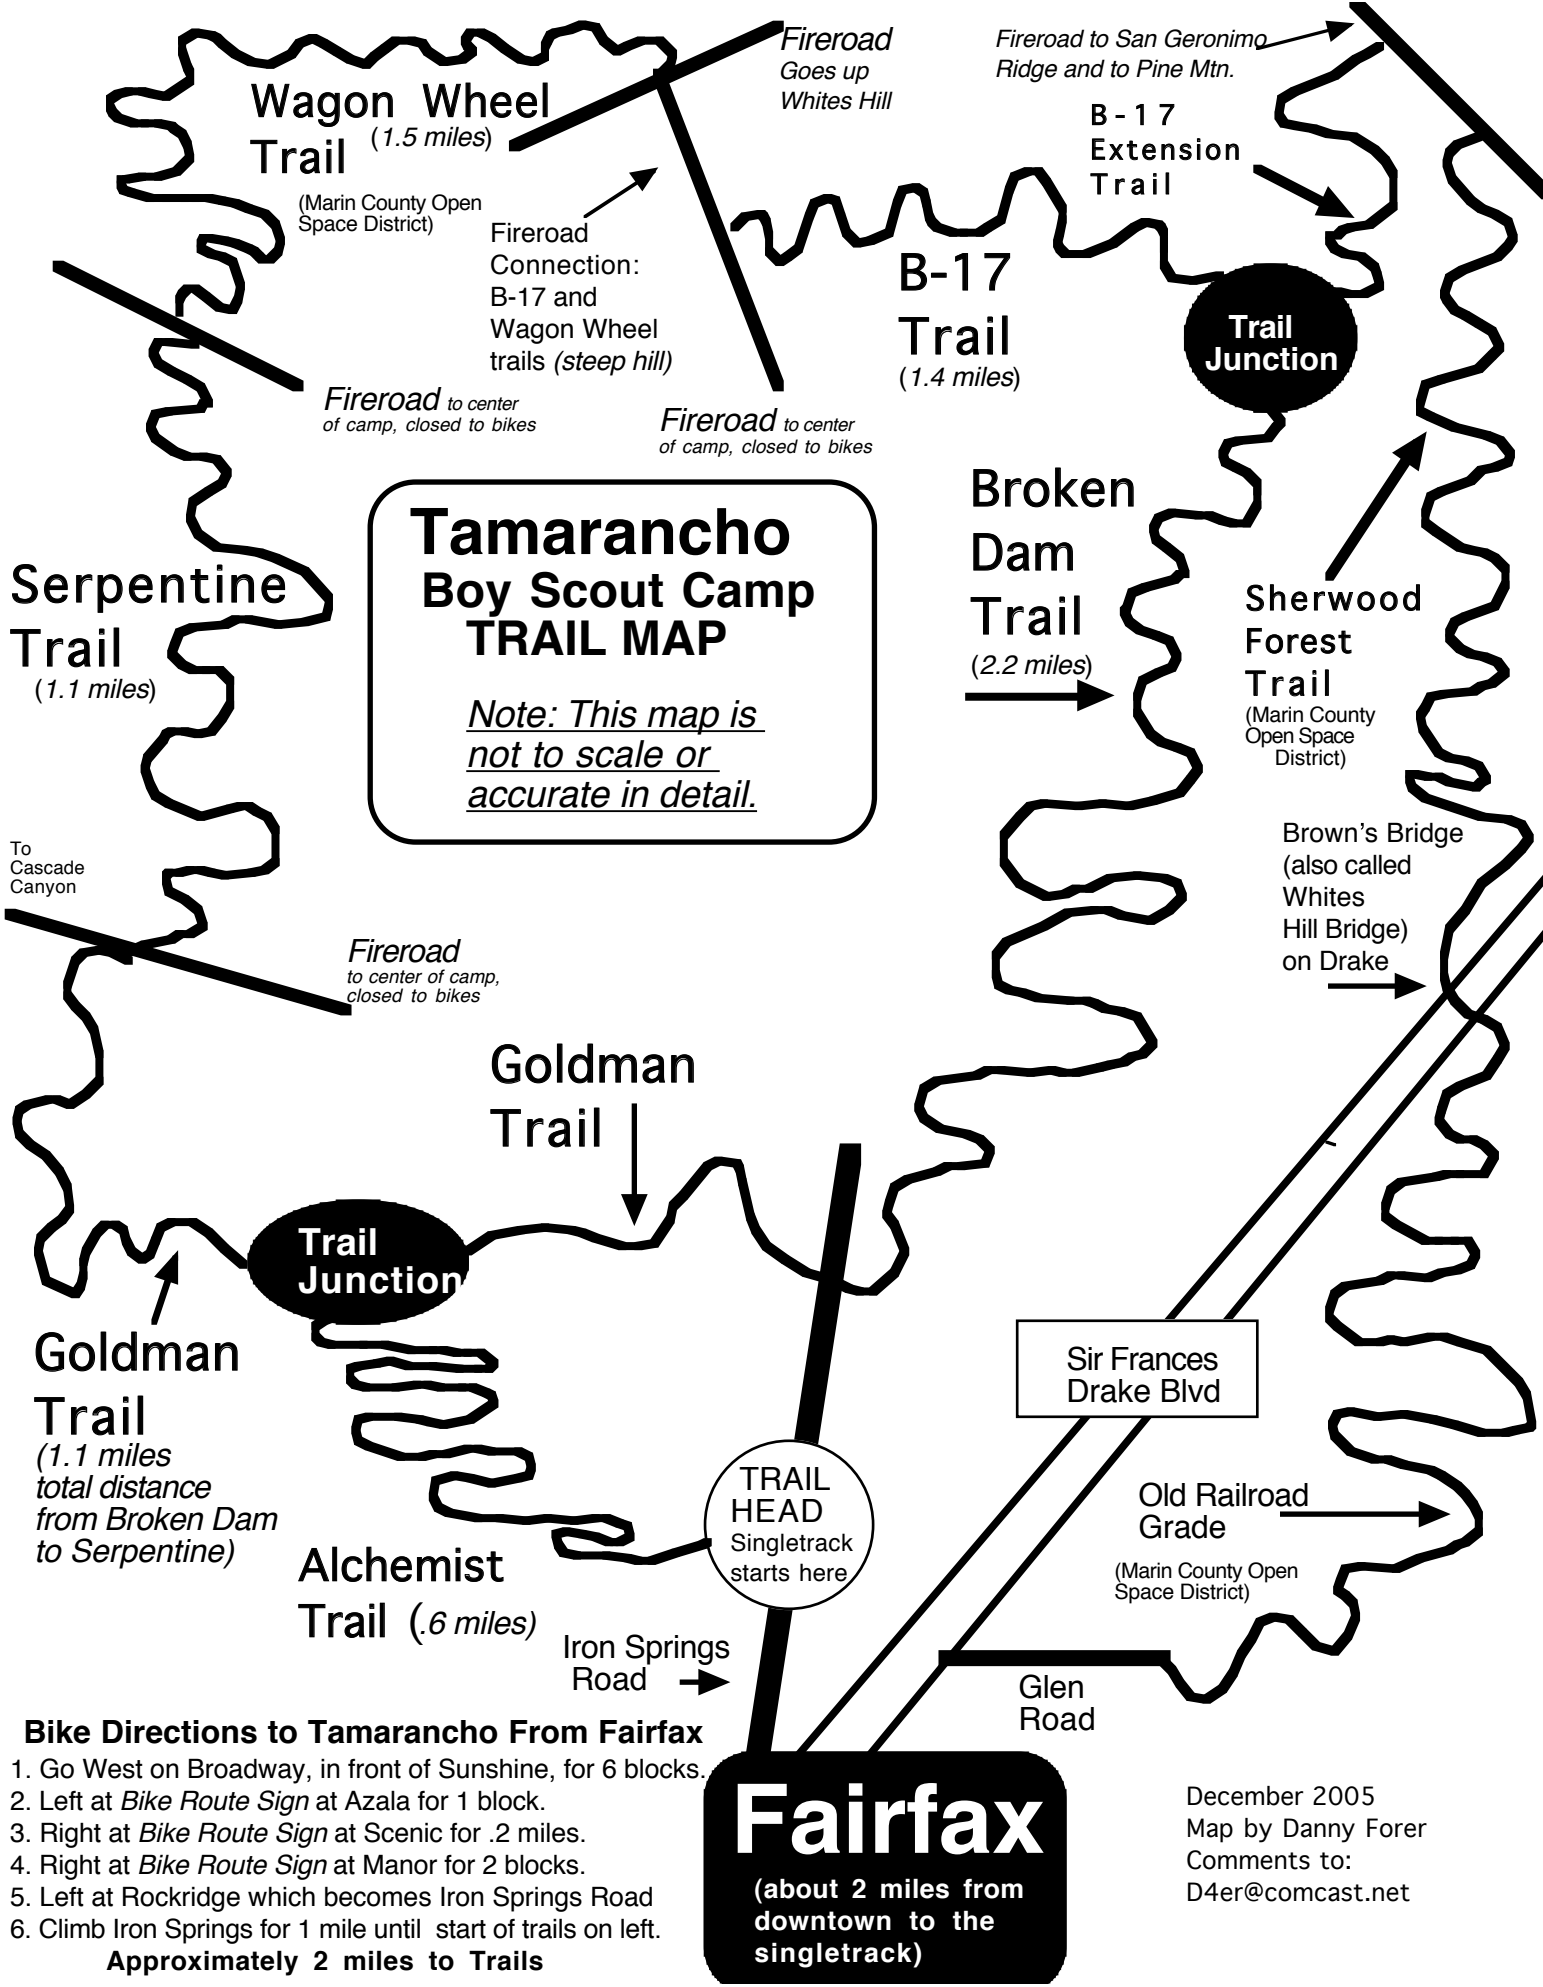 Fireroad
Goes up
Whites Hill
Fireroad to San Geronimo
Ridge and to Pine Mtn.
Wagon Wheel
Trail (1.5 miles)
(Marin County Open
Space District)
B-17
Extension
Trail
Fireroad
Connection:
B-17 and
Wagon Wheel
trails (steep hill)
B-17
Trail
(1.4 miles)
Trail
Junction
Fireroad to center
of camp, closed to bikes
Fireroad to center
of camp, closed to bikes
Tamarancho
Boy Scout Camp
TRAIL MAP
Note: This map is
not to scale or
accurate in detail.
Broken
Dam
Trail
(2.2 miles)
Serpentine
Trail
(1.1 miles)
Sherwood
Forest
Trail
(Marin County
Open Space
District)
To
Cascade
Canyon
Brown's Bridge
(also called
Whites
Hill Bridge)
on Drake
Fireroad
to center of camp,
closed to bikes
Goldman
Trail
Trail
Junction
Goldman
Trail
(1.1 miles
total distance
from Broken Dam
to Serpentine)
Sir Frances
Drake Blvd
TRAIL
HEAD
Singletrack
starts here
Old Railroad
Grade
(Marin County Open
Space District)
Alchemist
Trail (.6 miles)
Iron Springs
Road
Glen
Road
Bike Directions to Tamarancho From Fairfax
1. Go West on Broadway, in front of Sunshine, for 6 blocks.
2. Left at Bike Route Sign at Azala for 1 block.
3. Right at Bike Route Sign at Scenic for .2 miles.
4. Right at Bike Route Sign at Manor for 2 blocks.
5. Left at Rockridge which becomes Iron Springs Road
6. Climb Iron Springs for 1 mile until start of trails on left.
Approximately 2 miles to Trails
Fairfax
(about 2 miles from
downtown to the
singletrack)
December 2005
Map by Danny Forer
Comments to:
D4er@comcast.net